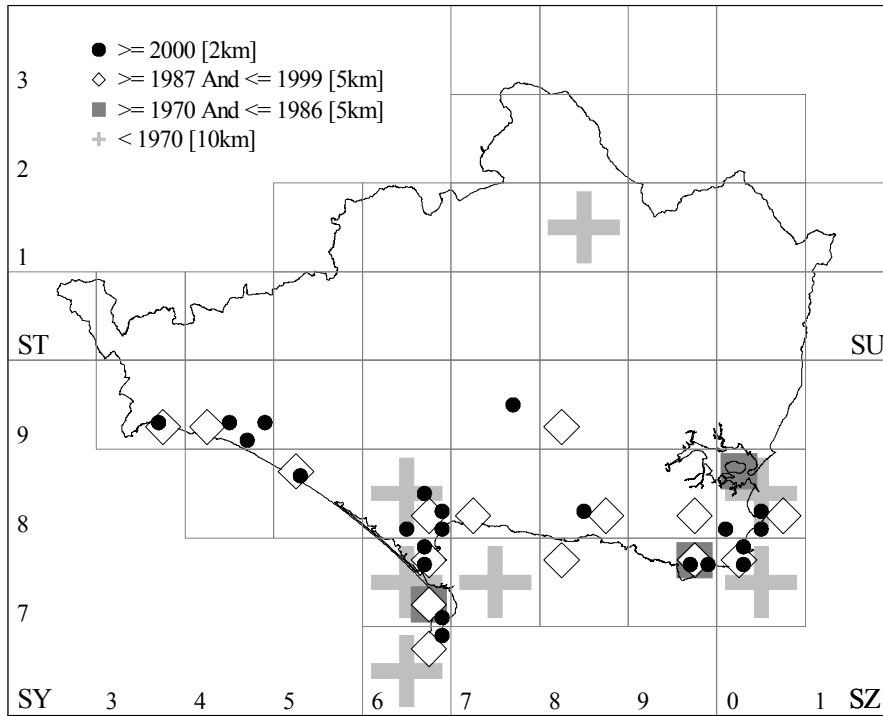 >= 2000 [2km]
3
>= 1987 And <= 1999 [5km]
>= 1970 And <= 1986 [5km]
< 1970 [10km]
2
1
ST SU
9
8
7
SY 3 4 5 6 7 8 9 0 1 SZ